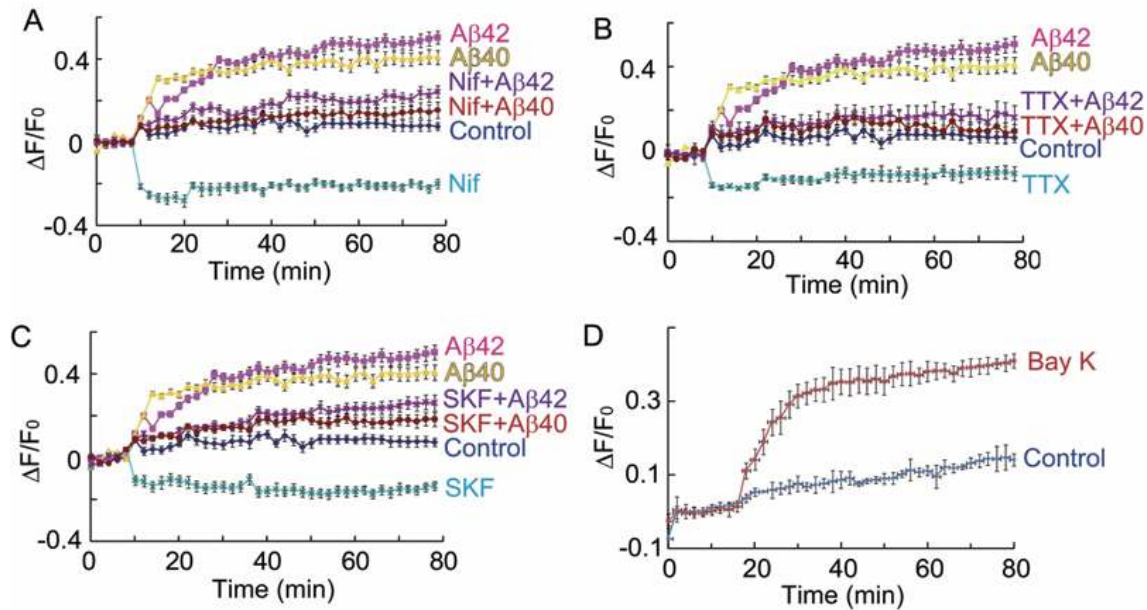 A
ΔF/F0
0.4
0
-0.4
0
20
40
60
80
Time (min)
Aβ42
Aβ40
Nif+Aβ42
Nif+Aβ40
Control
Nif
B
ΔF/F0
0.4
0
-0.4
0
20
40
60
80
Time (min)
Aβ42
Aβ40
TTX+Aβ42
TTX+Aβ40
Control
TTX
C
ΔF/F0
0.4
0
-0.4
0
20
40
60
80
Time (min)
Aβ42
Aβ40
SKF+Aβ42
SKF+Aβ40
Control
SKF
D
ΔF/F0
0.3
0.1
-0.1
0
20
40
60
80
Time (min)
Bay K
Control